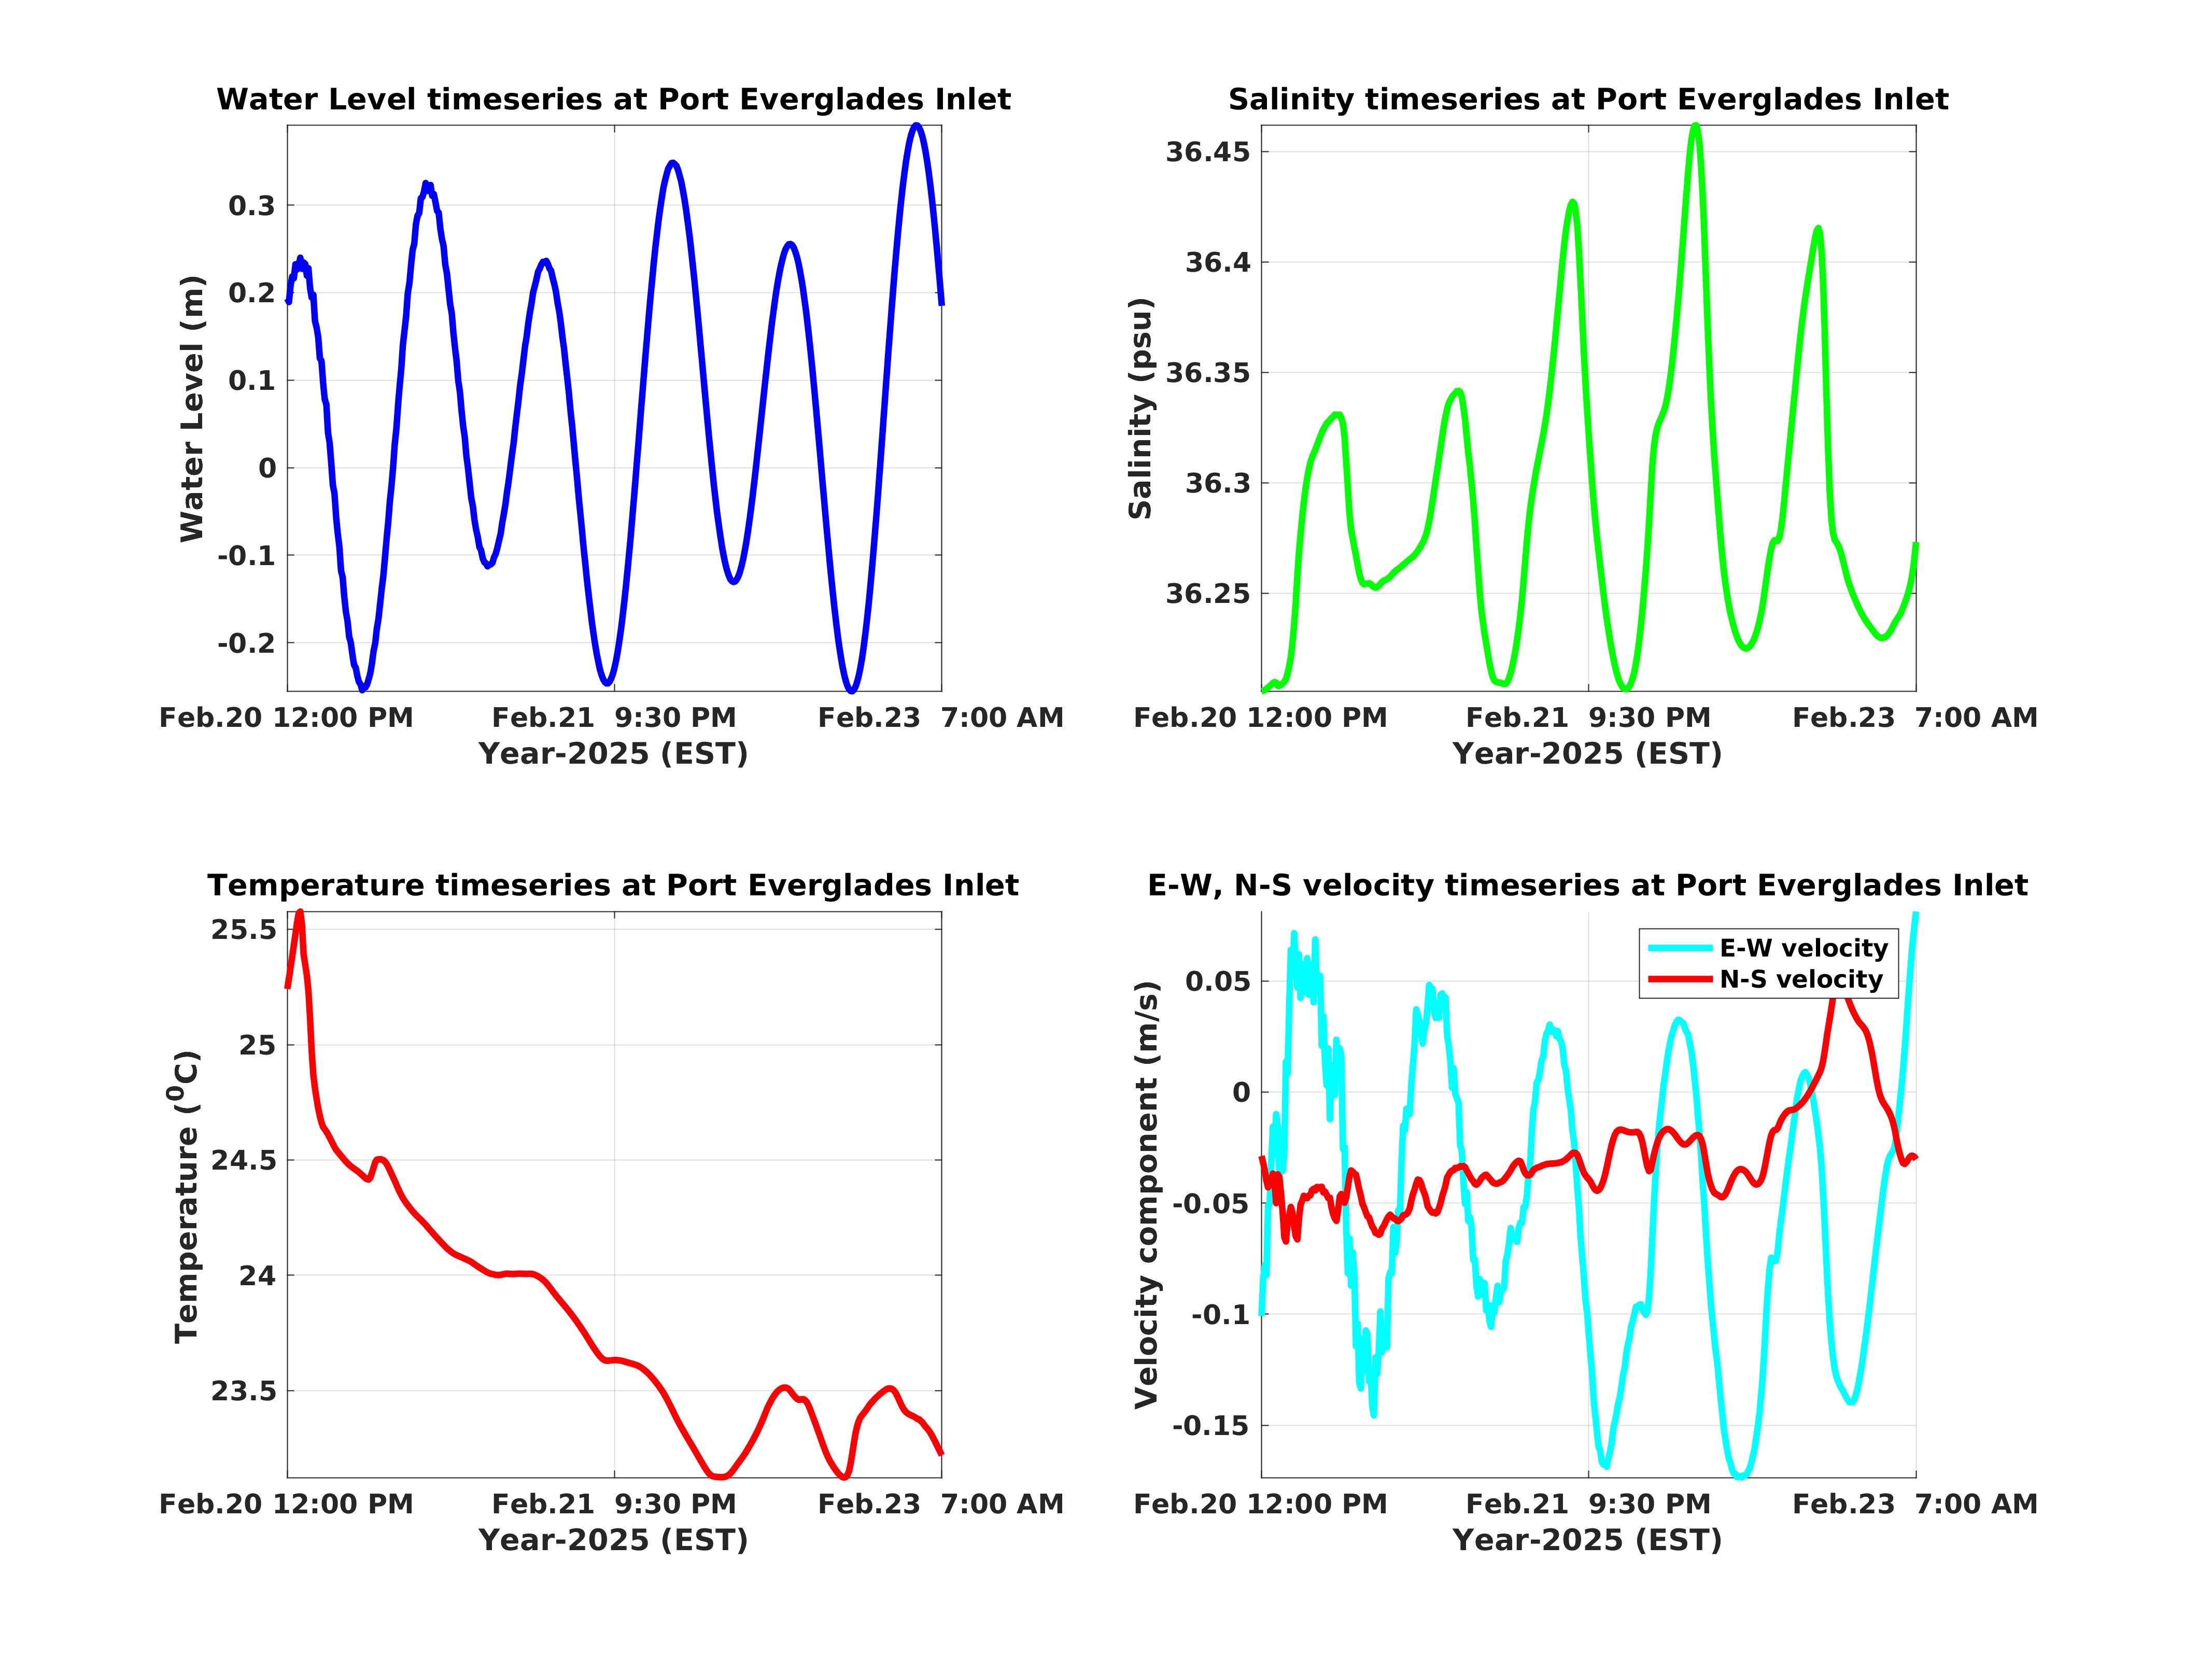 Water Level timeseries at Port Everglades Inlet
Water Level (m)
0.3
0.2
0.1
0
-0.1
-0.2
Feb.20 12:00 PM
Feb.21 9:30 PM
Feb.23 7:00 AM
Year-2025 (EST)
Salinity timeseries at Port Everglades Inlet
Salinity (psu)
36.45
36.4
36.35
36.3
36.25
Feb.20 12:00 PM
Feb.21 9:30 PM
Feb.23 7:00 AM
Year-2025 (EST)
Temperature timeseries at Port Everglades Inlet
Temperature (⁰C)
25.5
25
24.5
24
23.5
Feb.20 12:00 PM
Feb.21 9:30 PM
Feb.23 7:00 AM
Year-2025 (EST)
E-W, N-S velocity timeseries at Port Everglades Inlet
Velocity component (m/s)
0.05
0
-0.05
-0.1
-0.15
E-W velocity
N-S velocity
Feb.20 12:00 PM
Feb.21 9:30 PM
Feb.23 7:00 AM
Year-2025 (EST)